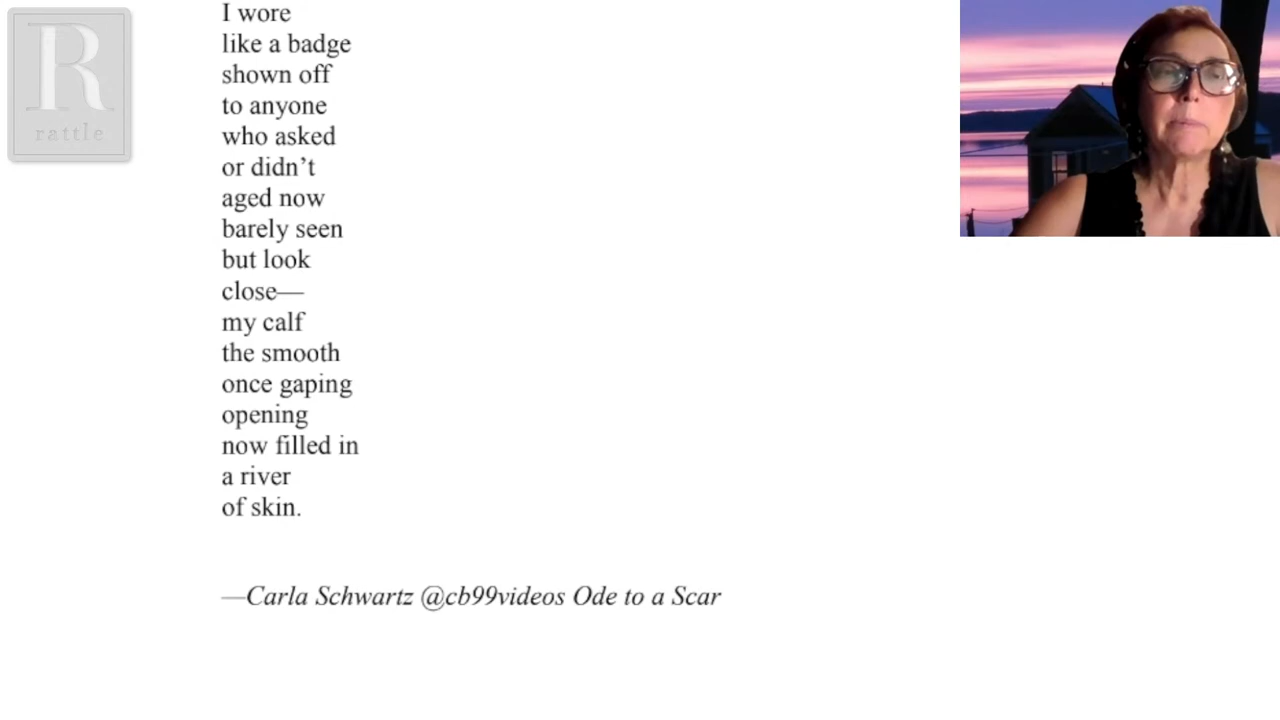 R
rattle
I wore
like a badge
shown off
to anyone
who asked
or didn’t
aged now
barely seen
but look
close—
my calf
the smooth
once gaping
opening
now filled in
a river
of skin.
—Carla Schwartz @cb99videos Ode to a Scar